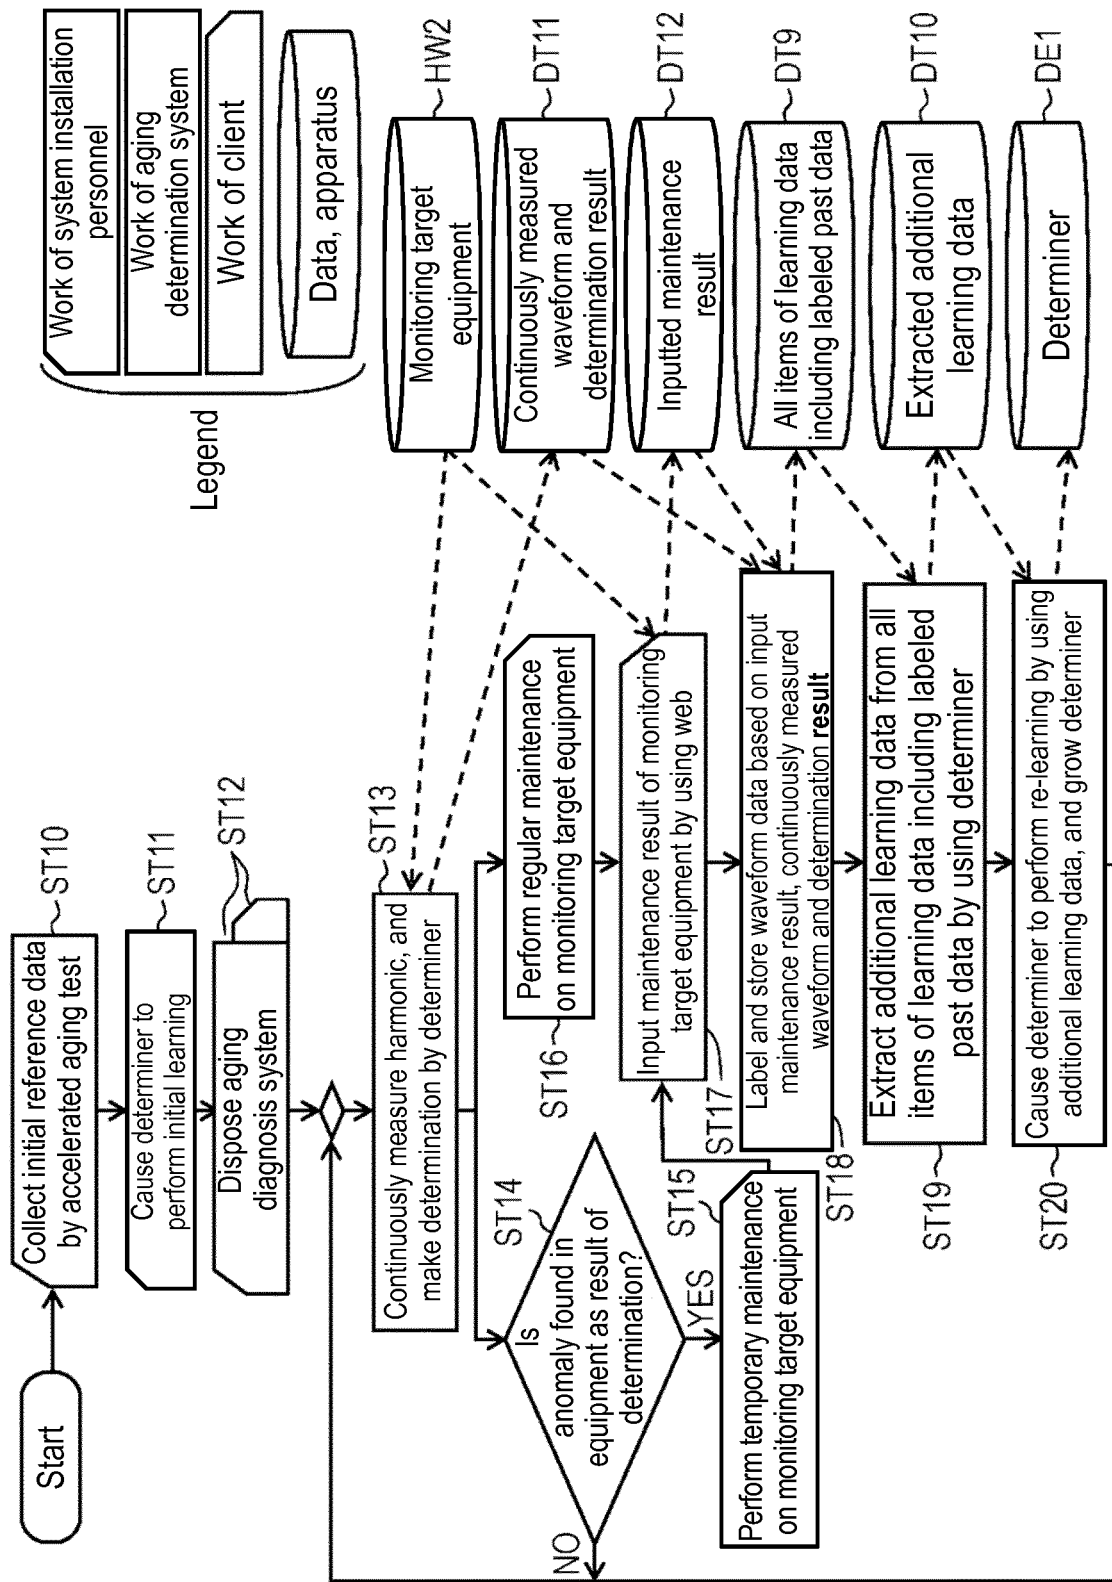 Start
Collect initial reference data
by accelerated aging test
ST10
Cause determiner to
perform initial learning
ST11
Dispose aging
diagnosis system
ST12
Continuously measure harmonic, and
make determination by determiner
ST13
Is
anomaly found in
equipment as result of
determination?
ST14
NO
YES
Perform temporary maintenance
on monitoring target equipment
ST15
Perform regular maintenance
on monitoring target equipment
ST16
Input maintenance result of monitoring
target equipment by using web
ST17
Label and store waveform data based on input
maintenance result, continuously measured
waveform and determination result
ST18
Extract additional learning data from all
items of learning data including labeled
past data by using determiner
ST19
Cause determiner to perform re-learning by using
additional learning data, and grow determiner
ST20
Legend
Work of system installation
personnel
Work of aging
determination system
Work of client
Data, apparatus
Monitoring target
equipment
HW2
Continuously measured
waveform and
determination result
DT11
Inputted maintenance
result
DT12
All items of learning data
including labeled past data
DT9
Extracted additional
learning data
DT10
Determiner
DE1